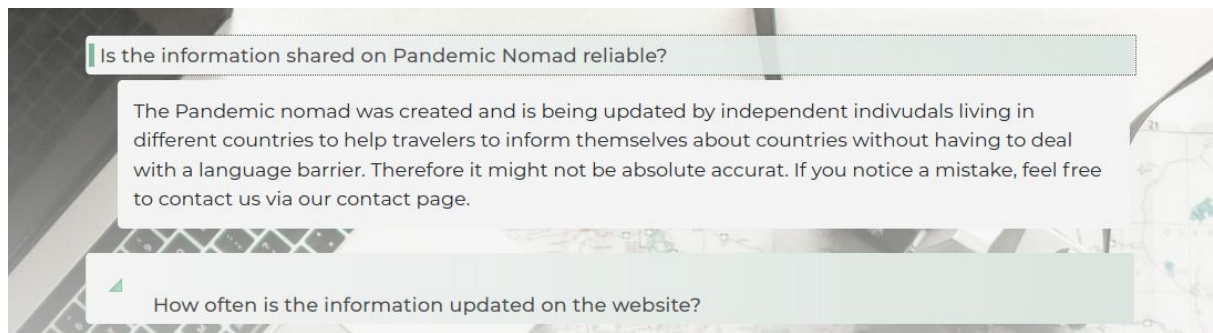 Is the information shared on Pandemic Nomad reliable?
The Pandemic nomad was created and is being updated by independent indivudals living in
different countries to help travelers to inform themselves about countries without having to deal
with a language barrier. Therefore it might not be absolute accurat. If you notice a mistake, feel free
to contact us via our contact page.
How often is the information updated on the website?